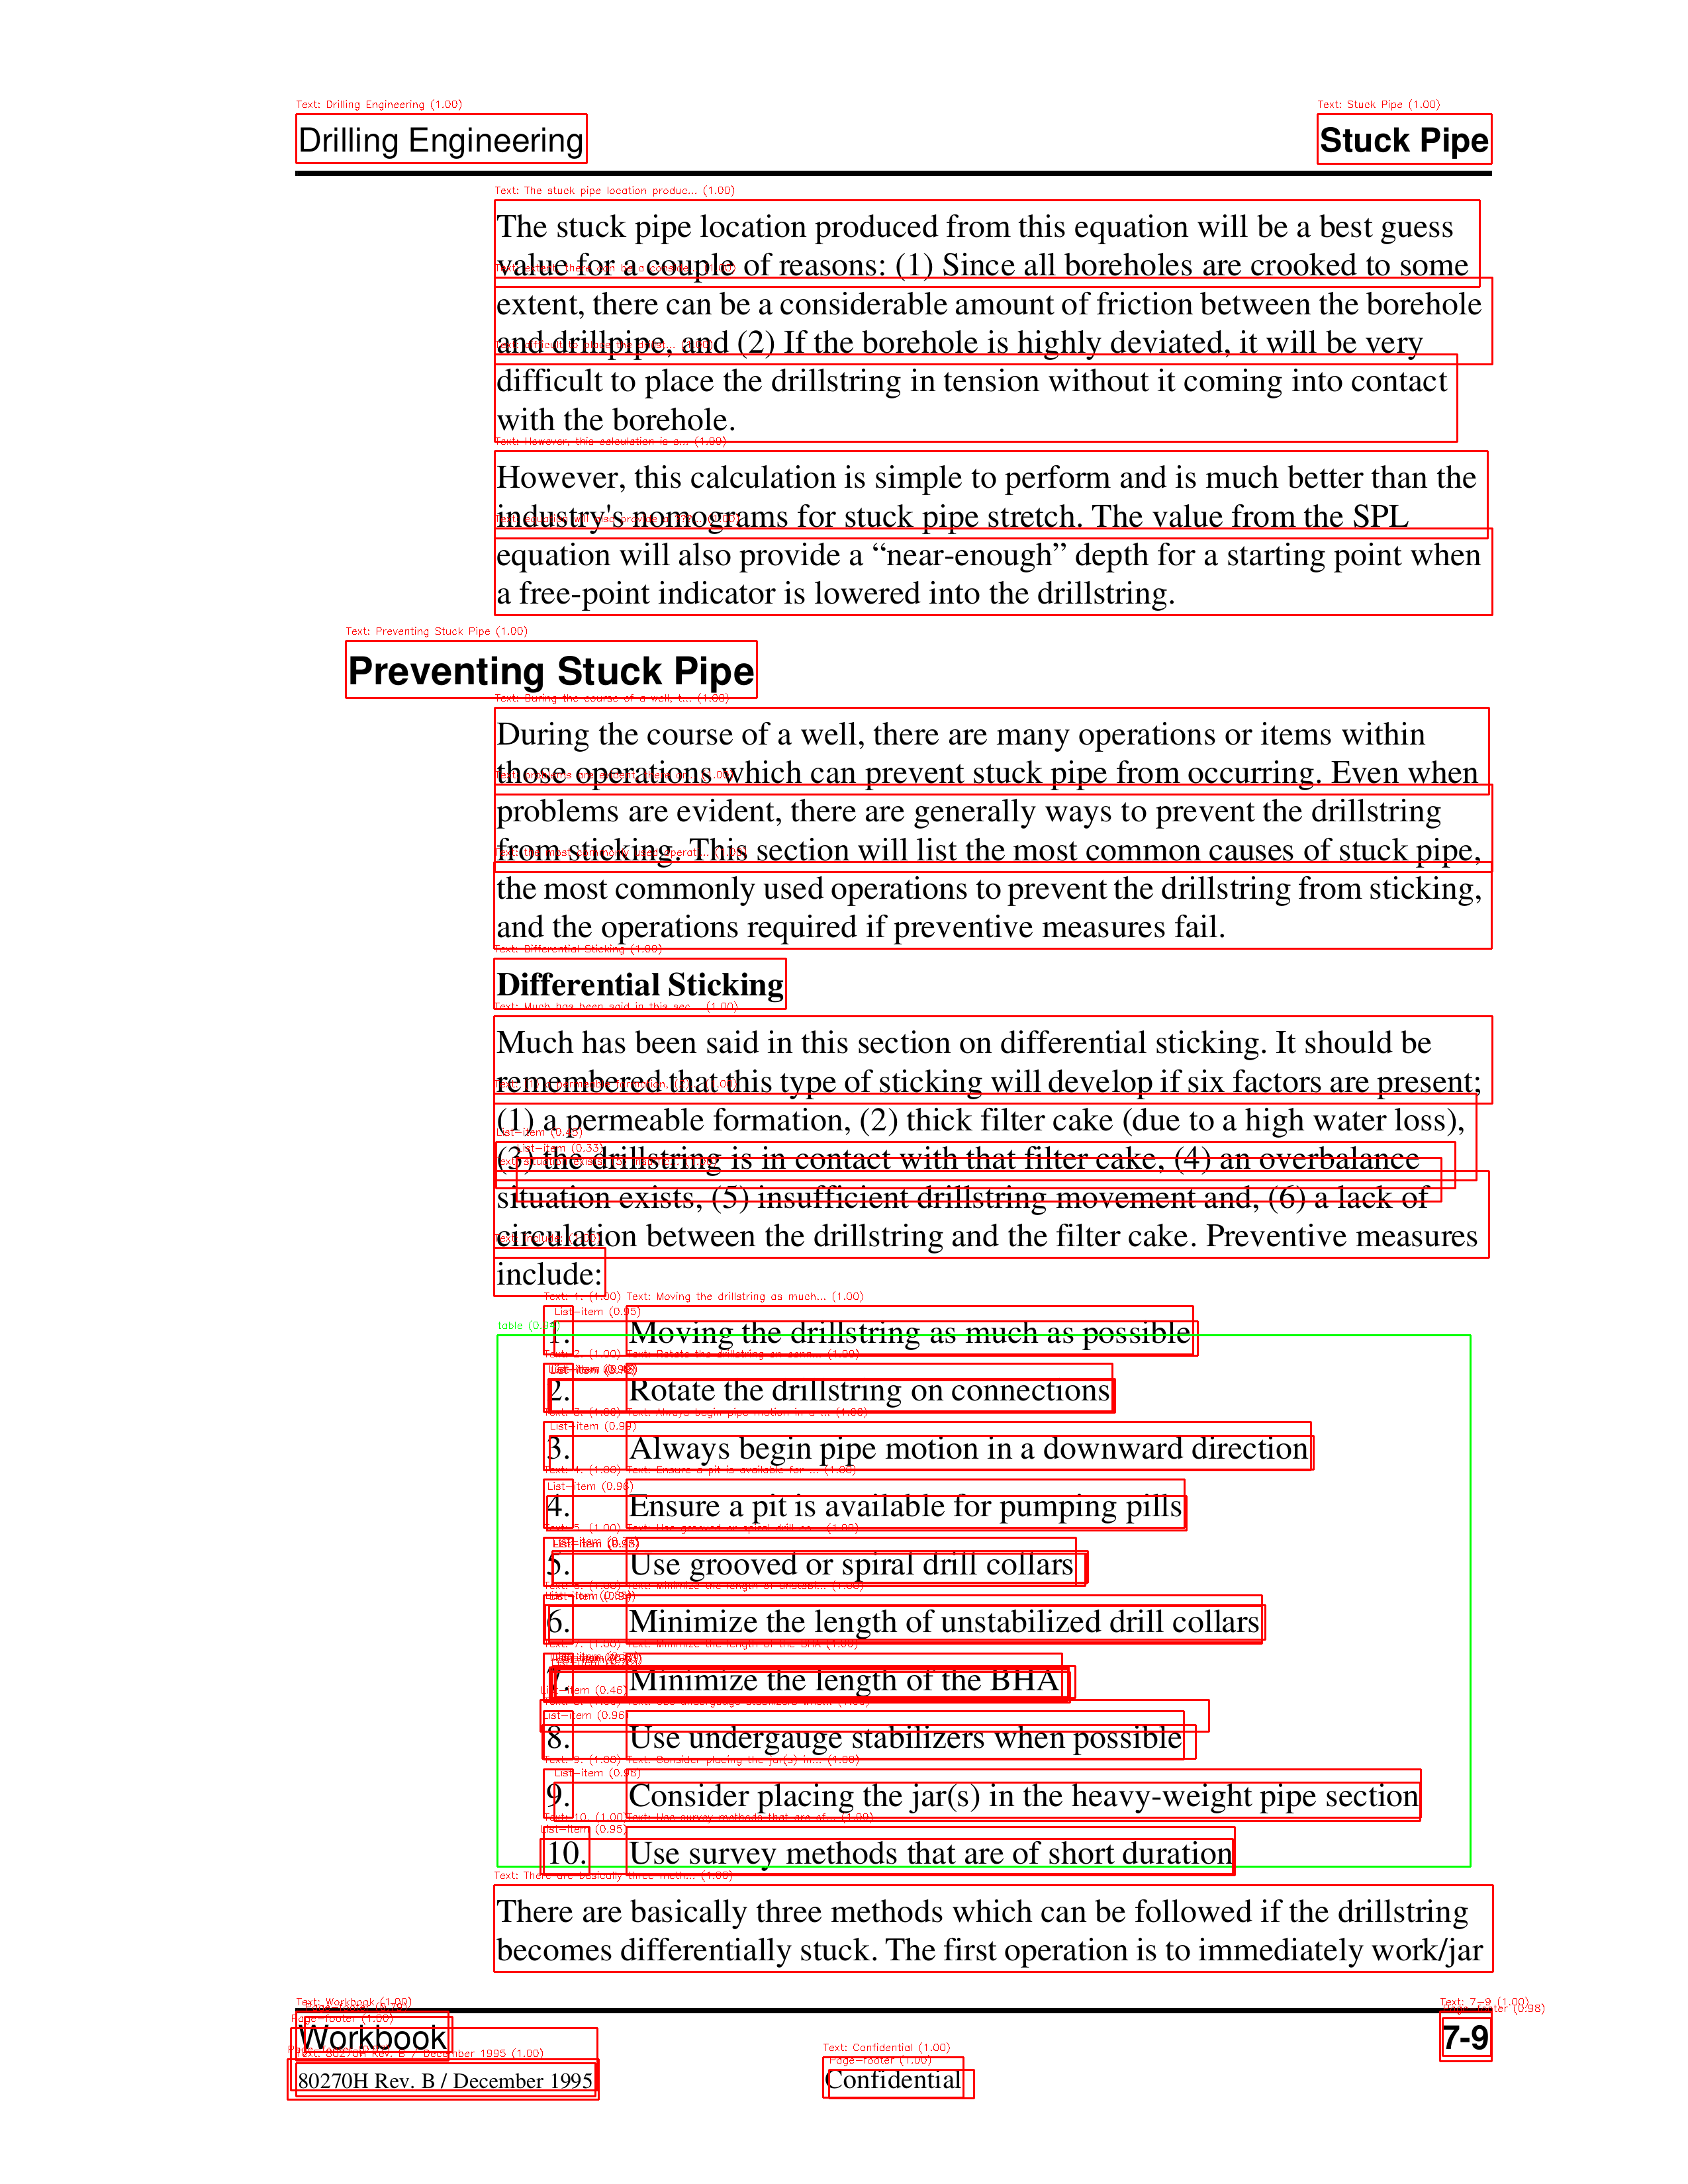 Drilling Engineering
Stuck Pipe
The stuck pipe location produced from this equation will be a best guess
value for a couple of reasons: (1) Since all boreholes are crooked to some
extent, there can be a considerable amount of friction between the borehole
and drillpipe, and (2) If the borehole is highly deviated, it will be very
difficult to place the drillstring in tension without it coming into contact
with the borehole.
However, this calculation is simple to perform and is much better than the
industry's nomograms for stuck pipe stretch. The value from the SPL
equation will also provide a “near-enough” depth for a starting point when
a free-point indicator is lowered into the drillstring.
Preventing Stuck Pipe
During the course of a well, there are many operations or items within
those operations which can prevent stuck pipe from occurring. Even when
problems are evident, there are generally ways to prevent the drillstring
from sticking. This section will list the most common causes of stuck pipe,
the most commonly used operations to prevent the drillstring from sticking,
and the operations required if preventive measures fail.
Differential Sticking
Much has been said in this section on differential sticking. It should be
remembered that this type of sticking will develop if six factors are present;
(1) a permeable formation, (2) thick filter cake (due to a high water loss),
(3) the drillstring is in contact with that filter cake, (4) an overbalance
situation exists, (5) insufficient drillstring movement and, (6) a lack of
circulation between the drillstring and the filter cake. Preventive measures
include:
1. Moving the drillstring as much as possible
2. Rotate the drillstring on connections
3. Always begin pipe motion in a downward direction
4. Ensure a pit is available for pumping pills
5. Use grooved or spiral drill collars
6. Minimize the length of unstabilized drill collars
7. Minimize the length of the BHA
8. Use undergauge stabilizers when possible
9. Consider placing the jar(s) in the heavy-weight pipe section
10. Use survey methods that are of short duration
There are basically three methods which can be followed if the drillstring
becomes differentially stuck. The first operation is to immediately work/jar
Workbook
7-9
80270H Rev. B / December 1995
Confidential